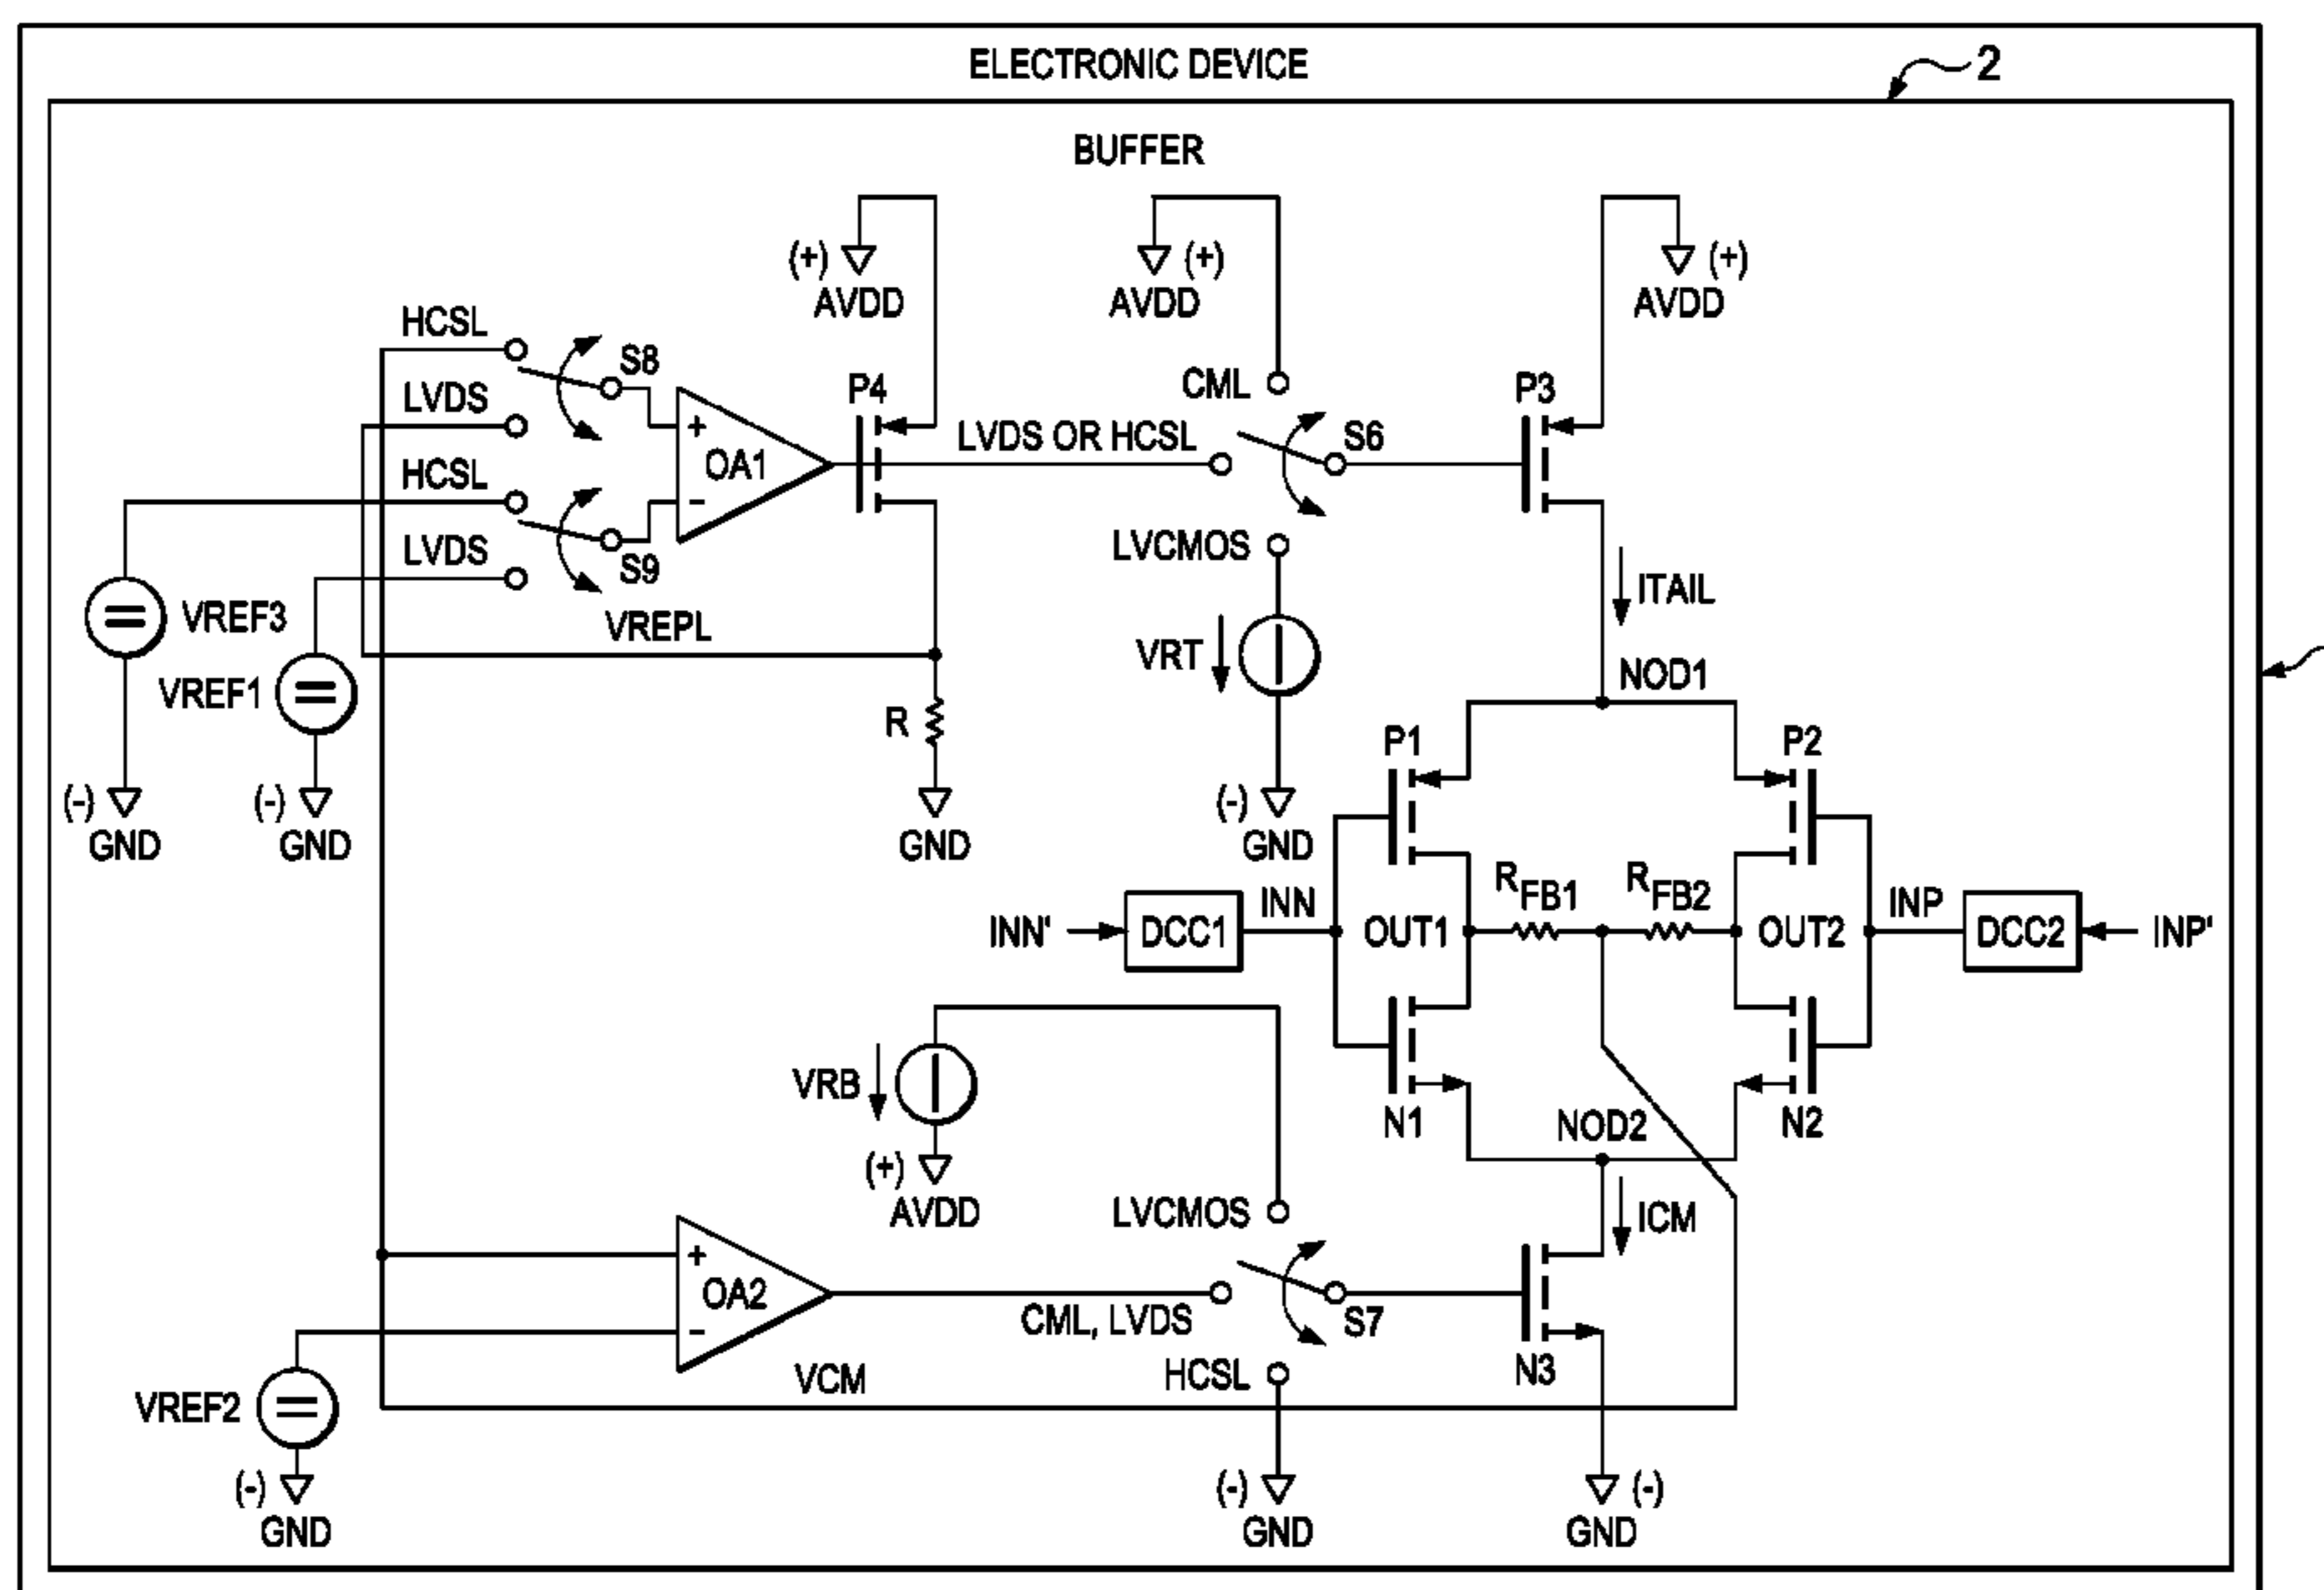 ELECTRONIC DEVICE
2
BUFFER
(+)
AVDD
(+)
AVDD
(+)
AVDD
HCSL
S8
LVDS
HCSL
LVDS
S9
+
OA1
-
P4
LVDS OR HCSL
CML
S6
P3
LVCMOS
ITAIL
VREF3
VREPL
VREF1
VRT
NOD1
R
P1
P2
(-)
GND
(-)
GND
GND
(-)
GND
INN'
DCC1
INN
OUT1
RFB1
RFB2
OUT2
INP
DCC2
INP'
VRB
(+)
AVDD
N1
NOD2
N2
LVCMOS
ICM
+
OA2
-
CML, LVDS
S7
N3
VCM
HCSL
VREF2
(-)
GND
(-)
GND
(-)
GND